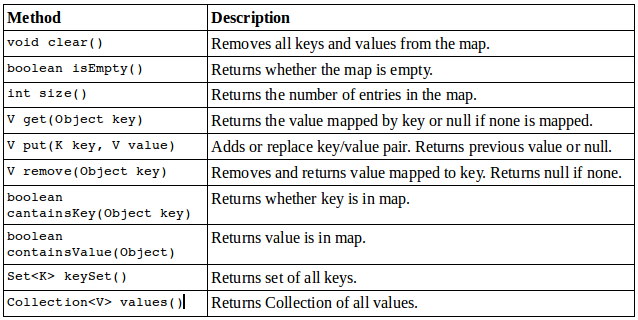 Method Description
void clear() Removes all keys and values from the map.
boolean isEmpty() Returns whether the map is empty.
int size() Returns the number of entries in the map.
V get(Object key) Returns the value mapped by key or null if none is mapped.
V put(K key, V value) Adds or replace key/value pair. Returns previous value or null.
V remove(Object key) Removes and returns value mapped to key. Returns null if none.
boolean
cantainsKey(Object key) Returns whether key is in map.
boolean
containsValue(Object) Returns value is in map.
Set<K> keySet() Returns set of all keys.
Collection<V> values() Returns Collection of all values.